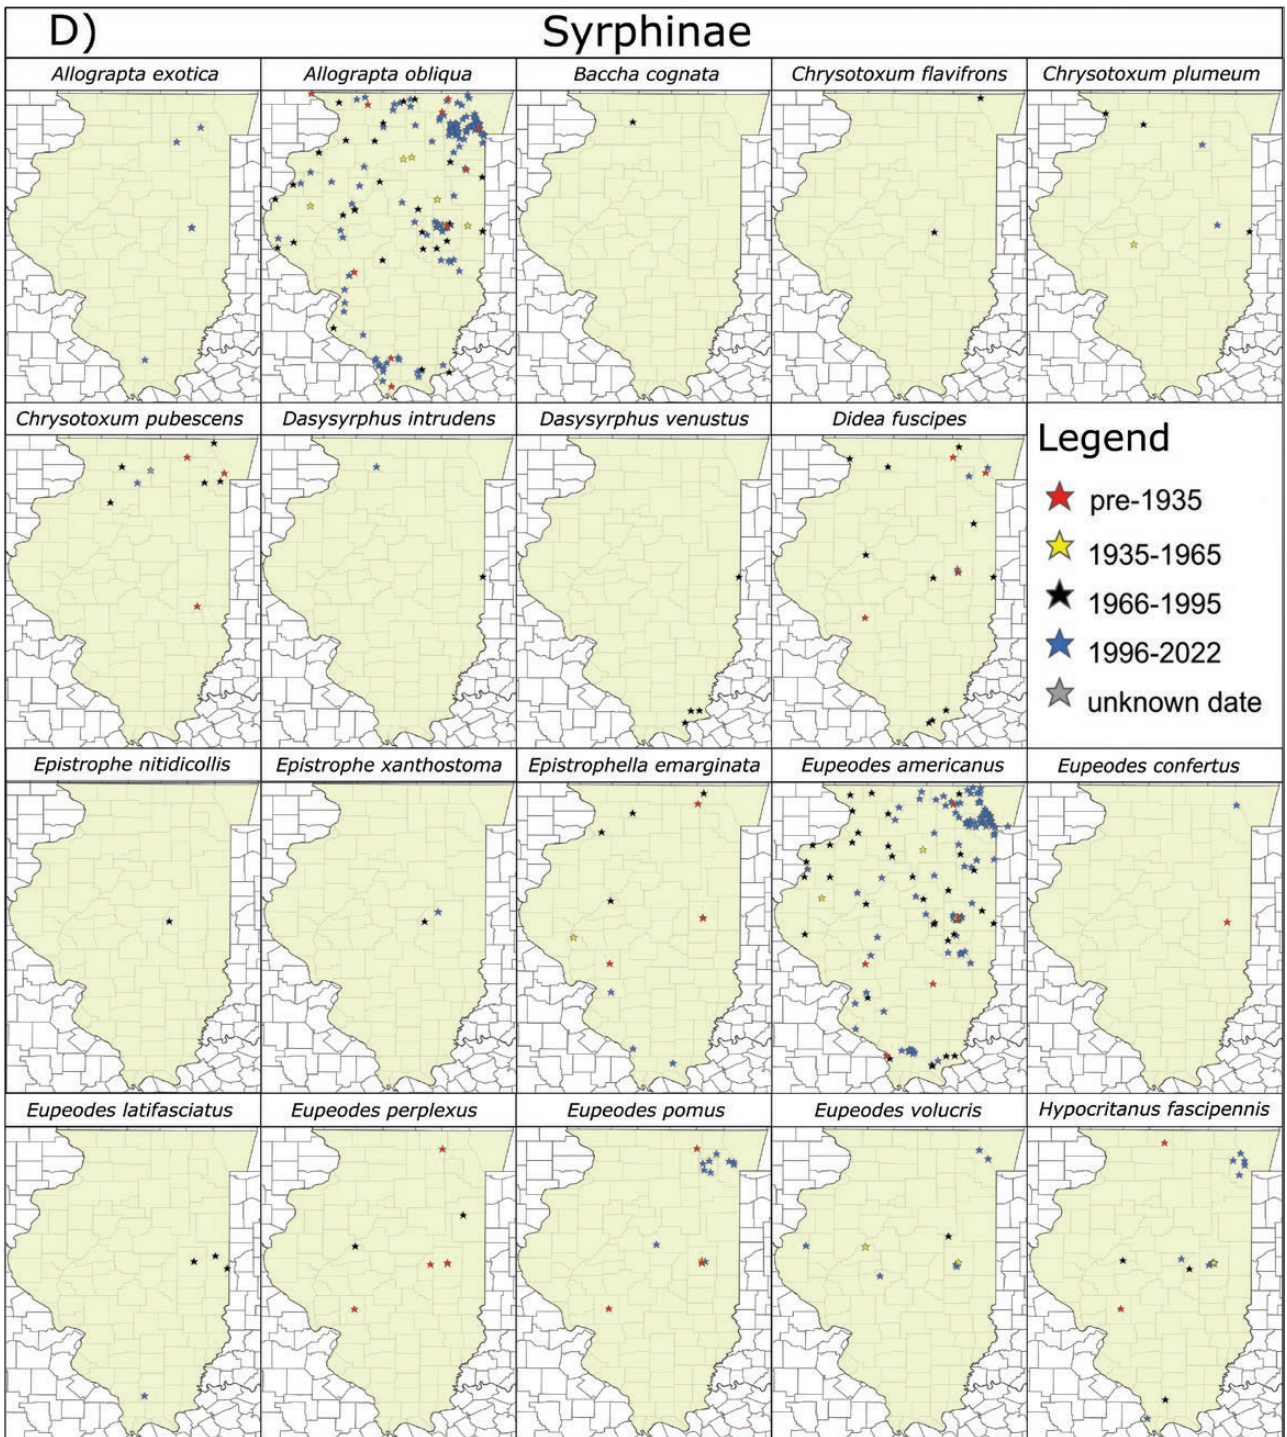 D) Syrphinae
Allograpta exotica Allograpta obliqua Baccha cognata Chrysotoxum flavifrons Chrysotoxum plumeum
Chrysotoxum pubescens Dasysyrphus intrudens Dasysyrphus venustus Didea fuscipes
Legend
pre-1935
1935-1965
1966-1995
1996-2022
unknown date
Epistrophe nitidicollis Epistrophe xanthostoma Epistrophella emarginata Eupeodes americanus Eupeodes confertus
Eupeodes latifasciatus Eupeodes perplexus Eupeodes pomus Eupeodes volucris Hypocritanus fascipennis